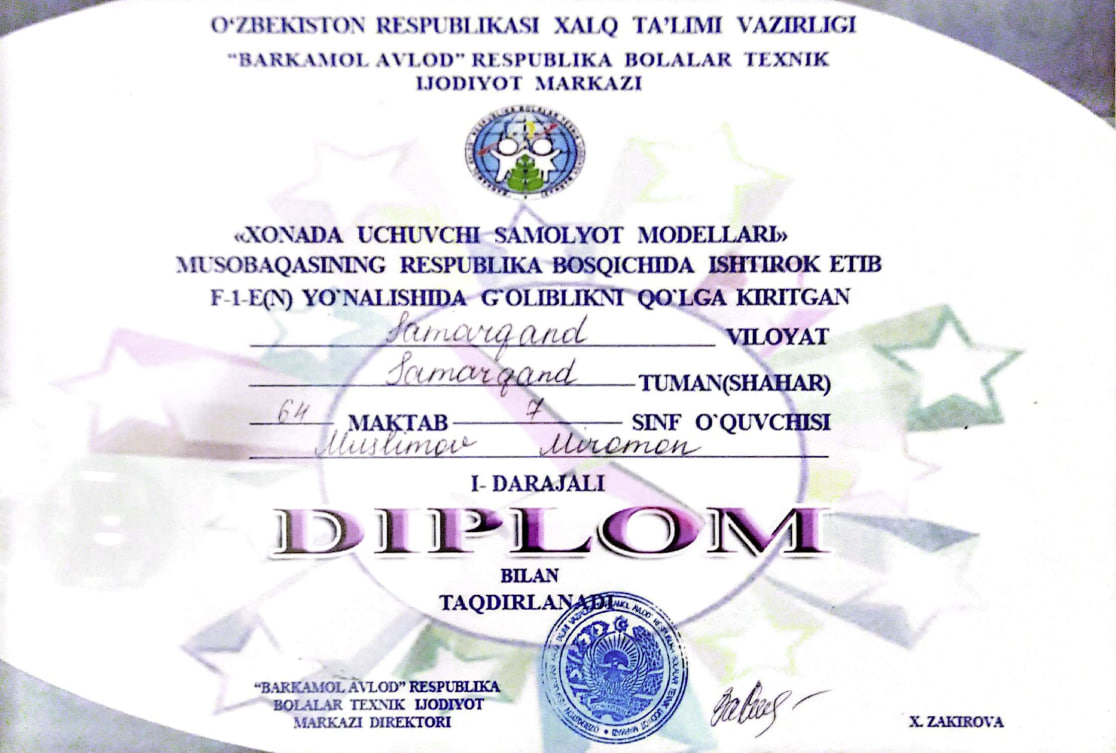 O‘ZBEKISTON RESPUBLIKASI XALQ TA’LIMI VAZIRLIGI
“BARKAMOL AVLOD” RESPUBLIKA BOLALAR TEXNIK
IJODIYOT MARKAZI
«XONADA UCHUVCHI SAMOLYOT MODELLARI»
MUSOBAQASINING RESPUBLIKA BOSQICHIDA ISHTIROK ETIB
F-1-E(N) YO`NALISHIDA G`OLIBLIKNI QO`LGA KIRITGAN
Samarqand VILOYAT
Samarqand TUMAN(SHAHAR)
64 MAKTAB 7 SINF O`QUVCHISI
Muslimov Miromon
I- DARAJALI
DIPLOM
BILAN
TAQDIRLANADI
“BARKAMOL AVLOD” RESPUBLIKA
BOLALAR TEXNIK IJODIYOT
MARKAZI DIREKTORI
X. ZAKIROVA